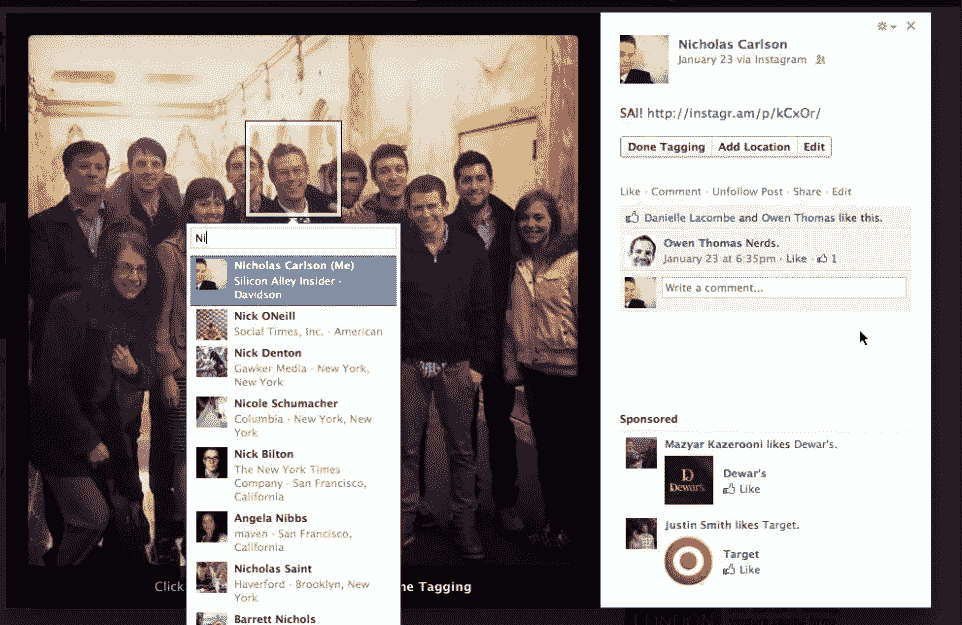 Nicholas Carlson
January 23 via Instagram
SAI! http://instagr.am/p/kCxOr/
Done Tagging Add Location Edit
Like · Comment · Unfollow Post · Share · Edit
Danielle Lacombe and Owen Thomas like this.
Owen Thomas Nerds.
January 23 at 6:35pm · Like · 1
Write a comment...
Sponsored
Mazyar Kazerooni likes Dewar's.
Dewar's
Dewar's
Like
Justin Smith likes Target.
Target
Like
Ni
Nicholas Carlson (Me)
Silicon Alley Insider ·
Davidson
Nick ONeill
Social Times, Inc. · American
Nick Denton
Gawker Media · New York,
New York
Nicole Schumacher
Columbia · New York, New
York
Nick Bilton
The New York Times
Company · San Francisco,
California
Angela Nibbs
maven · San Francisco,
California
Nicholas Saint
Haverford · Brooklyn, New
York
Barrett Nichols
Click ne Tagging